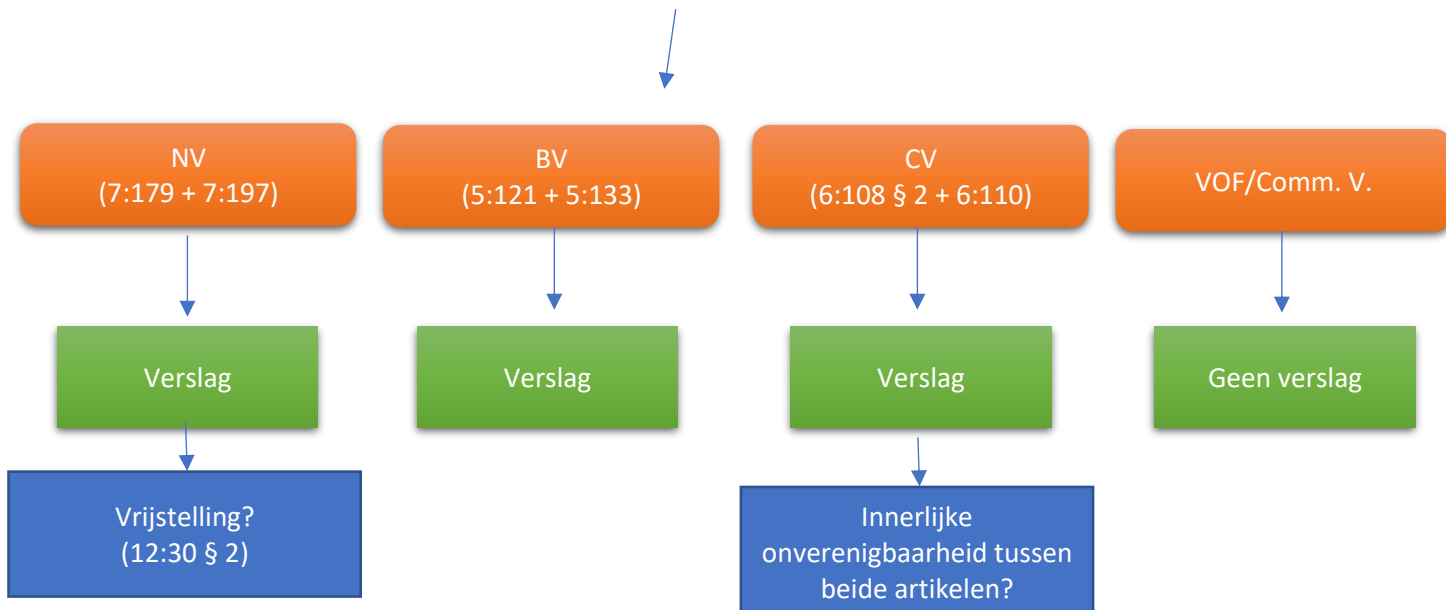 NV
(7:179 + 7:197)
BV
(5:121 + 5:133)
CV
(6:108 § 2 + 6:110)
VOF/Comm. V.
Verslag
Verslag
Verslag
Geen verslag
Vrijstelling?
(12:30 § 2)
Innerlijke
onverenigbaarheid tussen
beide artikelen?